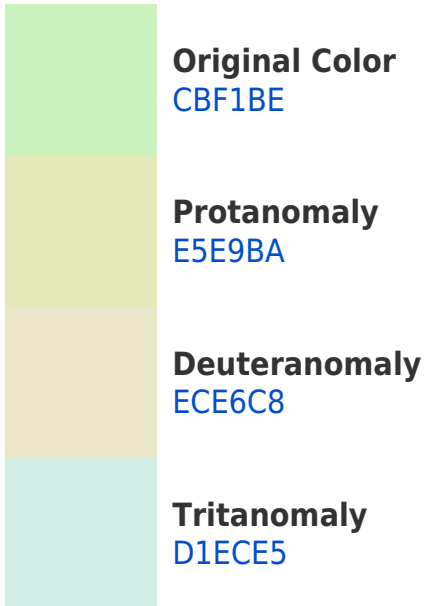 Original Color
CBF1BE
Protanomaly
E5E9BA
Deuteranomaly
ECE6C8
Tritanomaly
D1ECE5